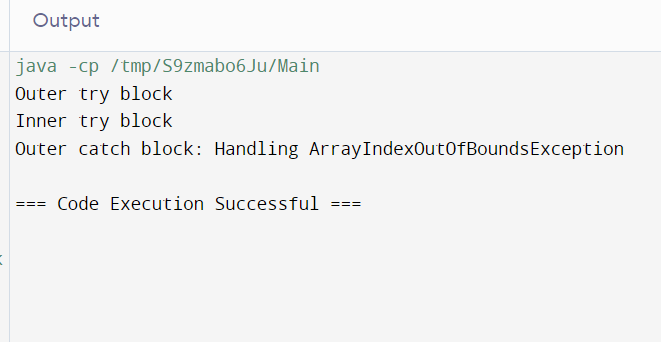 Output
java -cp /tmp/S9zmabo6Ju/Main
Outer try block
Inner try block
Outer catch block: Handling ArrayIndexOutOfBoundsException
=== Code Execution Successful ===